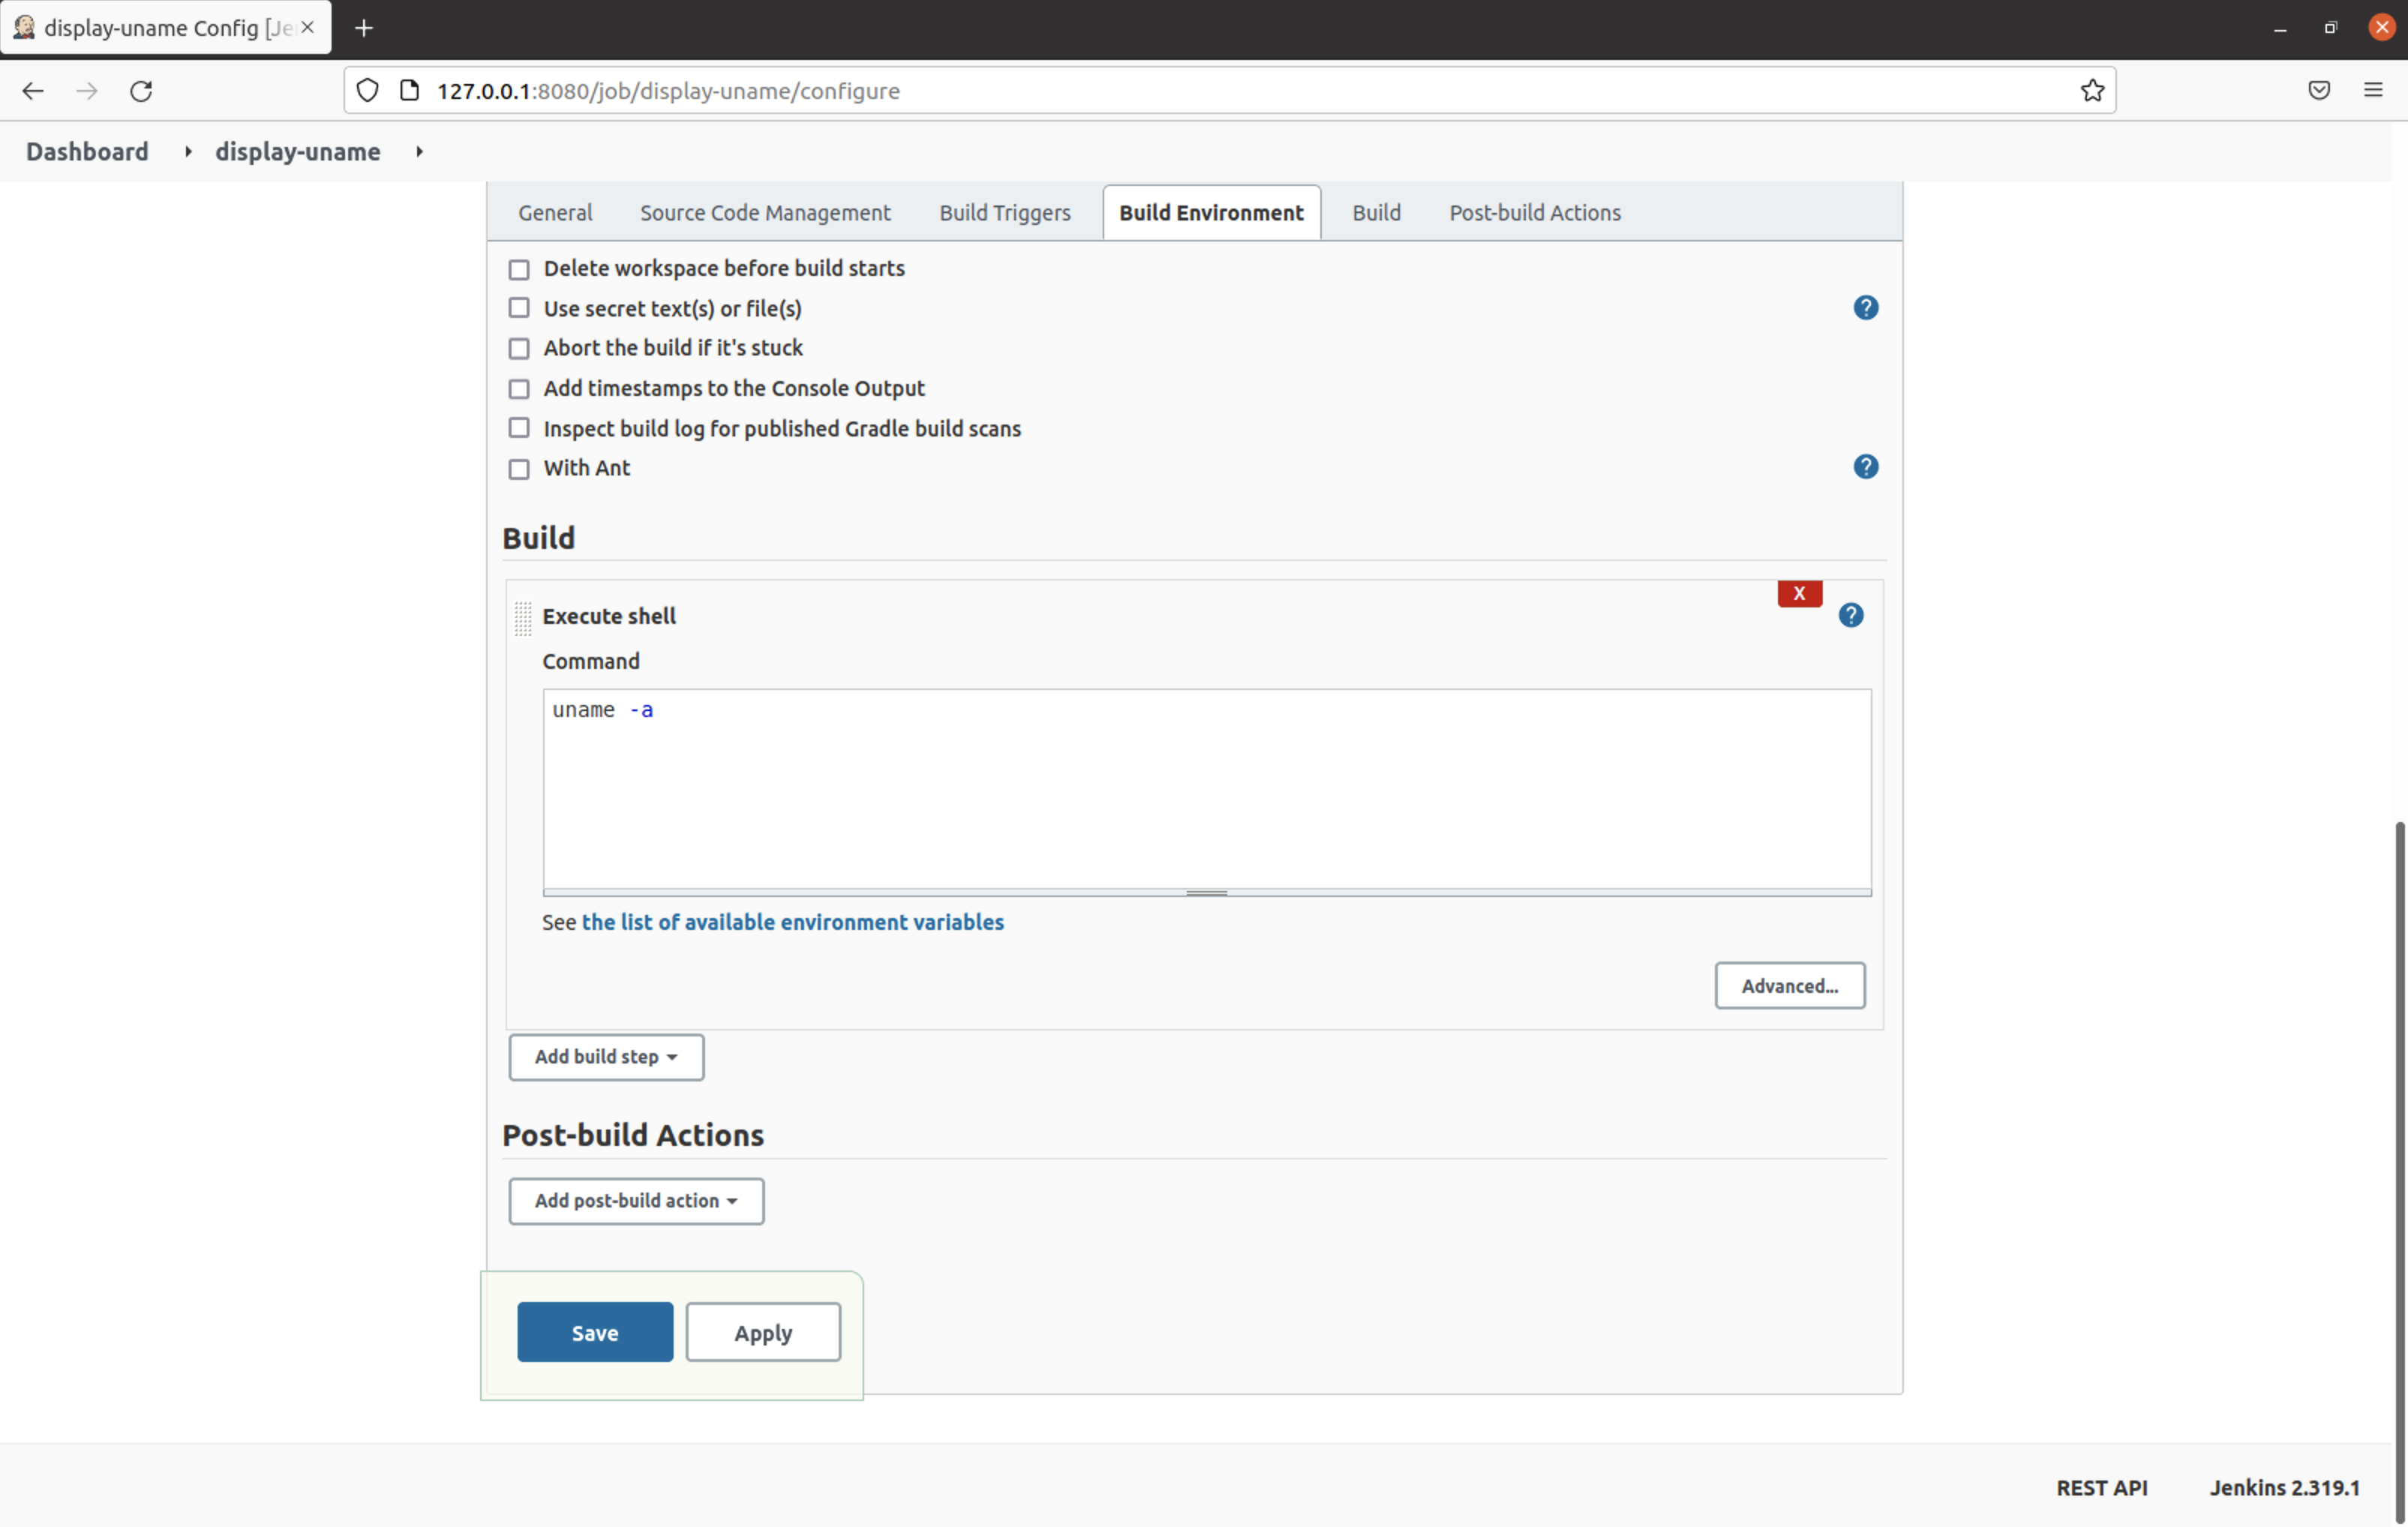 display-uname Config [Je
127.0.0.1:8080/job/display-uname/configure
Dashboard display-uname
General Source Code Management Build Triggers Build Environment Build Post-build Actions
Delete workspace before build starts
Use secret text(s) or file(s) ?
Abort the build if it's stuck
Add timestamps to the Console Output
Inspect build log for published Gradle build scans
With Ant ?
Build
X
Execute shell ?
Command
uname -a
See the list of available environment variables
Advanced...
Add build step
Post-build Actions
Add post-build action
Save Apply
REST API Jenkins 2.319.1